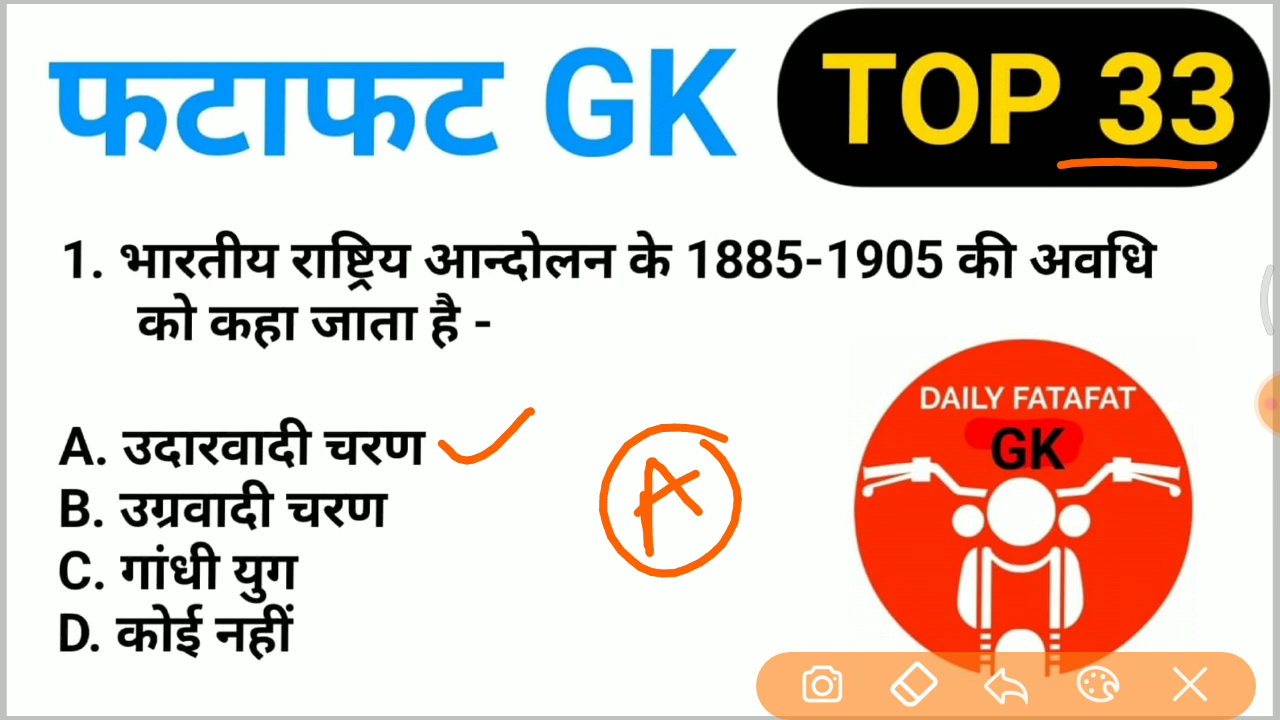 फटाफट GK TOP 33
1. भारतीय राष्ट्रिय आन्दोलन के 1885-1905 की अवधि
को कहा जाता है -
A. उदारवादी चरण
B. उग्रवादी चरण
C. गांधी युग
D. कोई नहीं
A
DAILY FATAFAT
GK